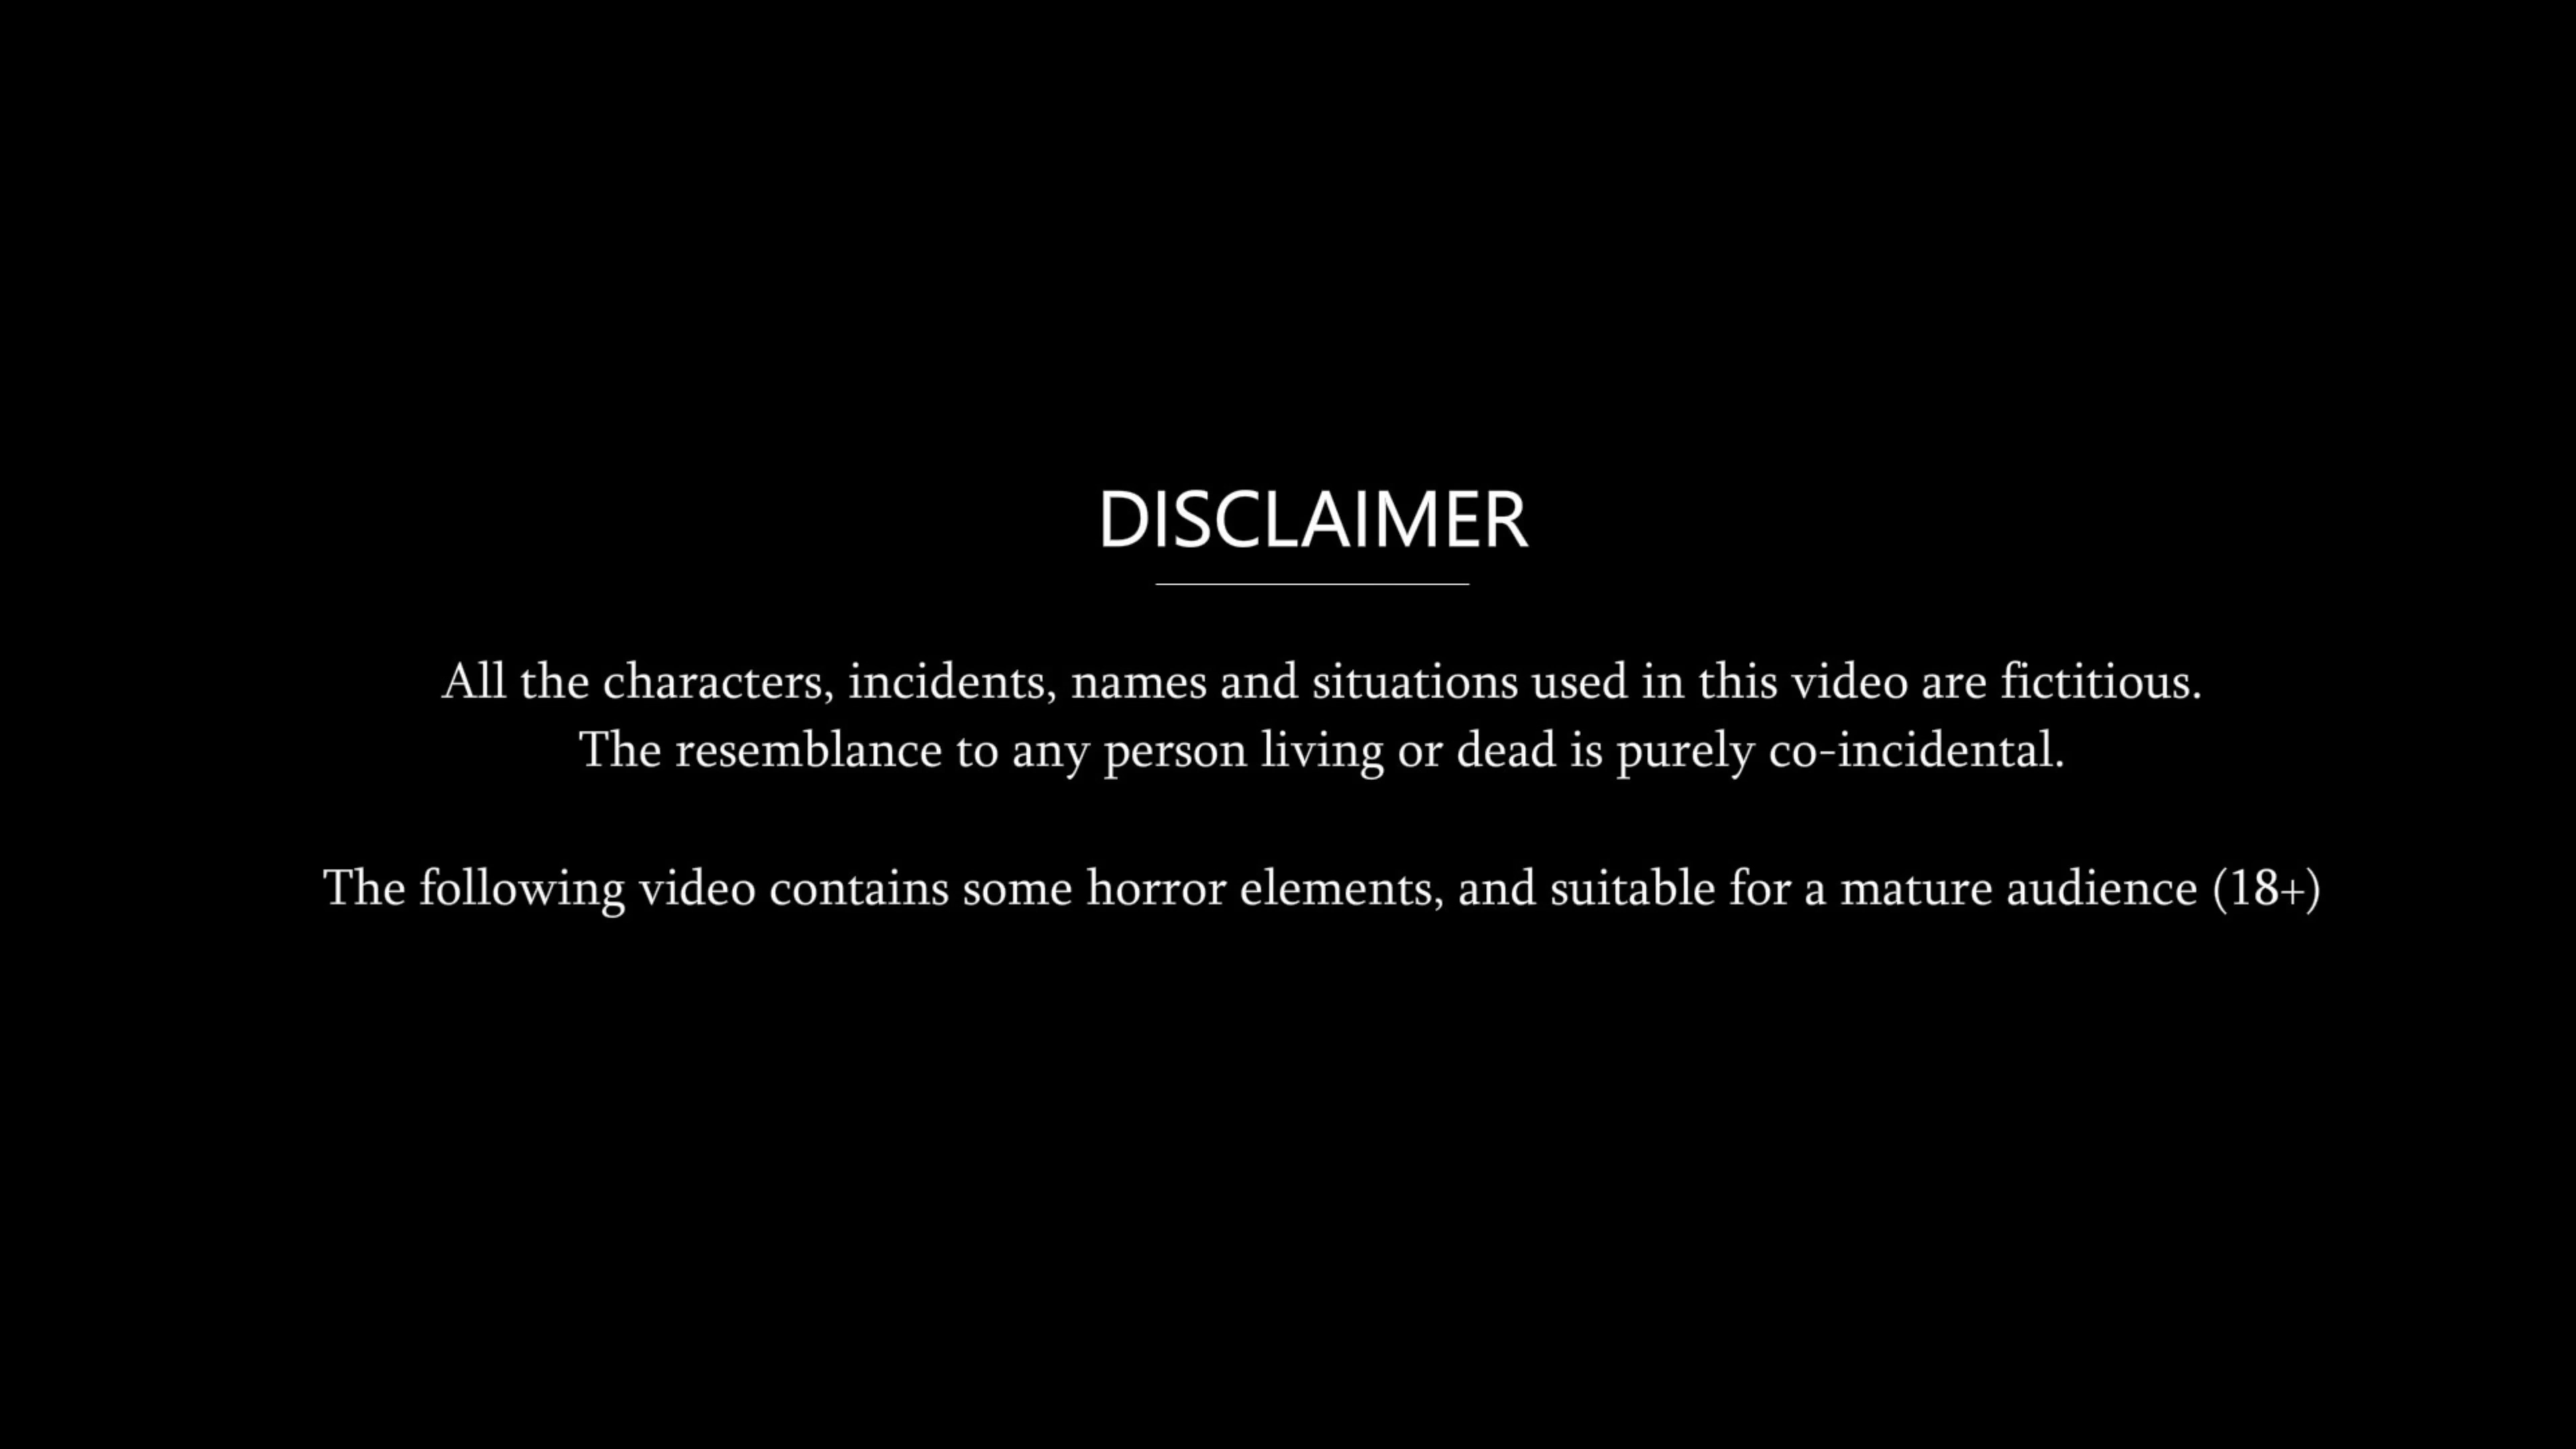 DISCLAIMER
All the characters, incidents, names and situations used in this video are fictitious.
The resemblance to any person living or dead is purely co-incidental.
The following video contains some horror elements, and suitable for a mature audience (18+)